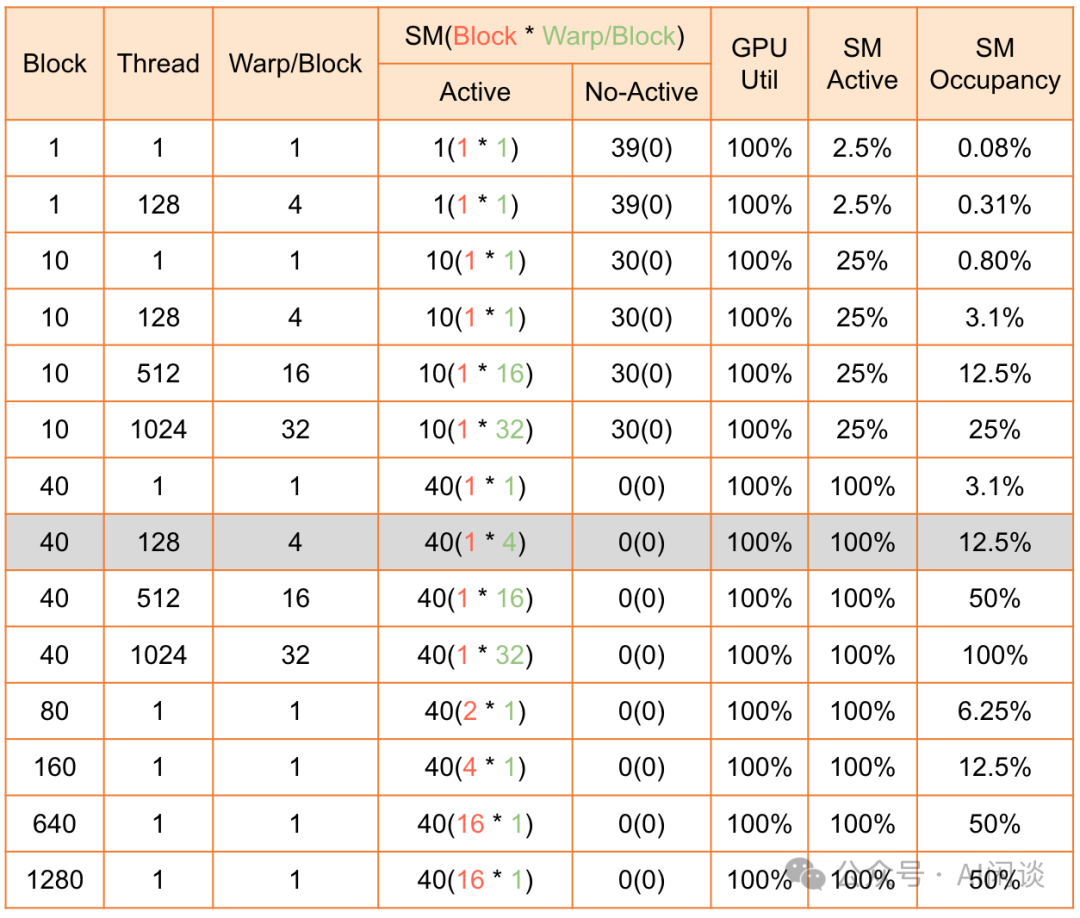 Block Thread Warp/Block SM(Block * Warp/Block) GPU Util SM Active SM Occupancy
Active No-Active
1 1 1 1(1 * 1) 39(0) 100% 2.5% 0.08%
1 128 4 1(1 * 1) 39(0) 100% 2.5% 0.31%
10 1 1 10(1 * 1) 30(0) 100% 25% 0.80%
10 128 4 10(1 * 1) 30(0) 100% 25% 3.1%
10 512 16 10(1 * 16) 30(0) 100% 25% 12.5%
10 1024 32 10(1 * 32) 30(0) 100% 25% 25%
40 1 1 40(1 * 1) 0(0) 100% 100% 3.1%
40 128 4 40(1 * 4) 0(0) 100% 100% 12.5%
40 512 16 40(1 * 16) 0(0) 100% 100% 50%
40 1024 32 40(1 * 32) 0(0) 100% 100% 100%
80 1 1 40(2 * 1) 0(0) 100% 100% 6.25%
160 1 1 40(4 * 1) 0(0) 100% 100% 12.5%
640 1 1 40(16 * 1) 0(0) 100% 100% 50%
1280 1 1 40(16 * 1) 0(0) 100% 100% 50%
公众号 · AI闲谈